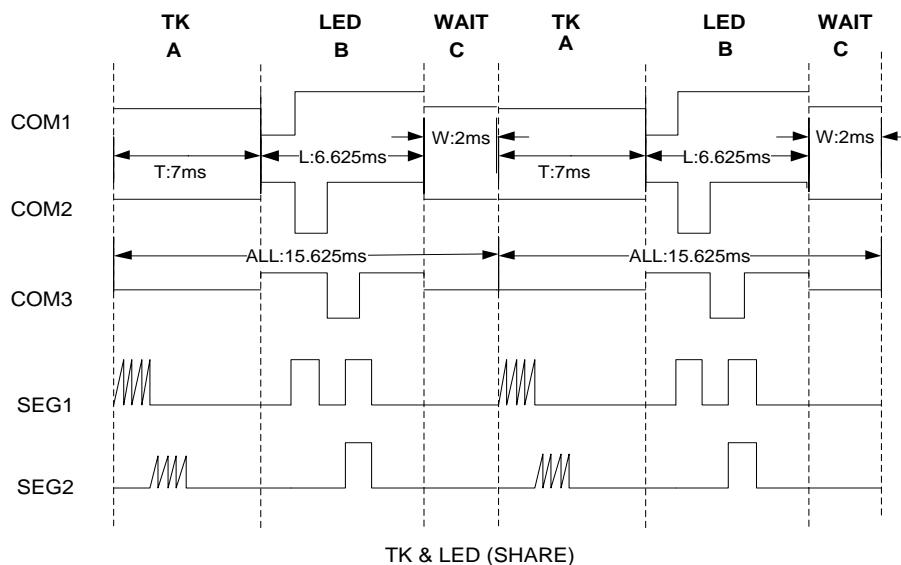 TK LED WAIT TK LED WAIT
A B C A B C
COM1
W:2ms W:2ms
T:7ms L:6.625ms T:7ms L:6.625ms
COM2
ALL:15.625ms ALL:15.625ms
COM3
SEG1
SEG2
TK & LED (SHARE)